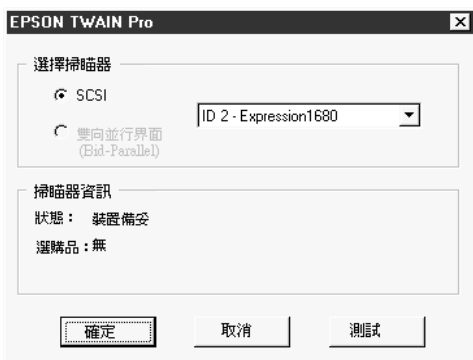 EPSON TWAIN Pro
選擇掃瞄器
SCSI
ID 2 - Expression1680
雙向並行界面
(Bid-Parallel)
掃瞄器資訊
狀態： 裝置備妥
選購品：無
確定
取消
測試